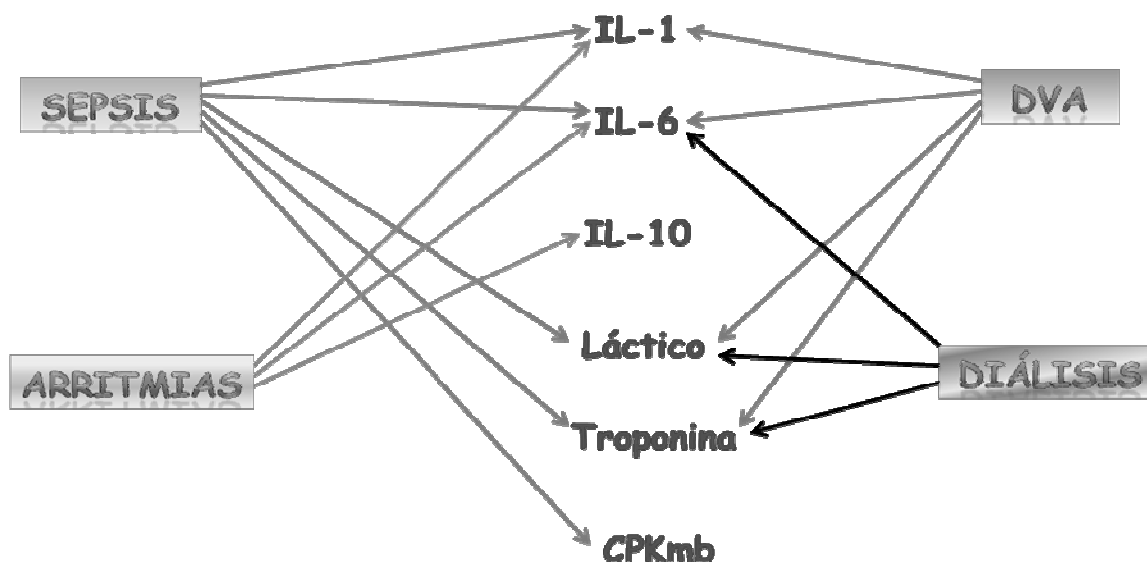 IL-1
SEPSIS
DVA
IL-6
IL-10
Láctico
ARRITMIAS
DIÁLISIS
Troponina
CPKmb